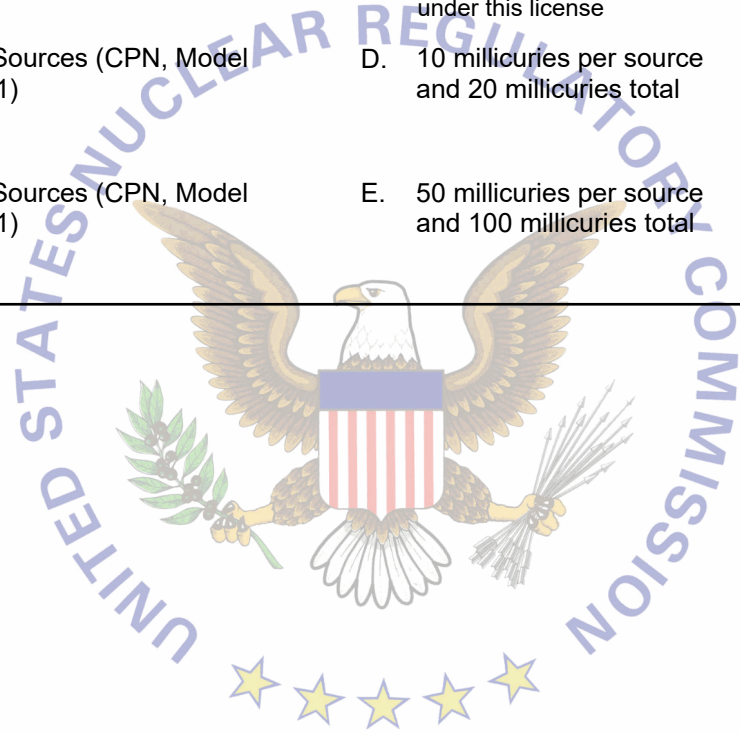 under this license
Sources (CPN, Model
D. 10 millicuries per source
1)
and 20 millicuries total
Sources (CPN, Model
E. 50 millicuries per source
1)
and 100 millicuries total
UNITED STATES NUCLEAR REGULATORY COMMISSION